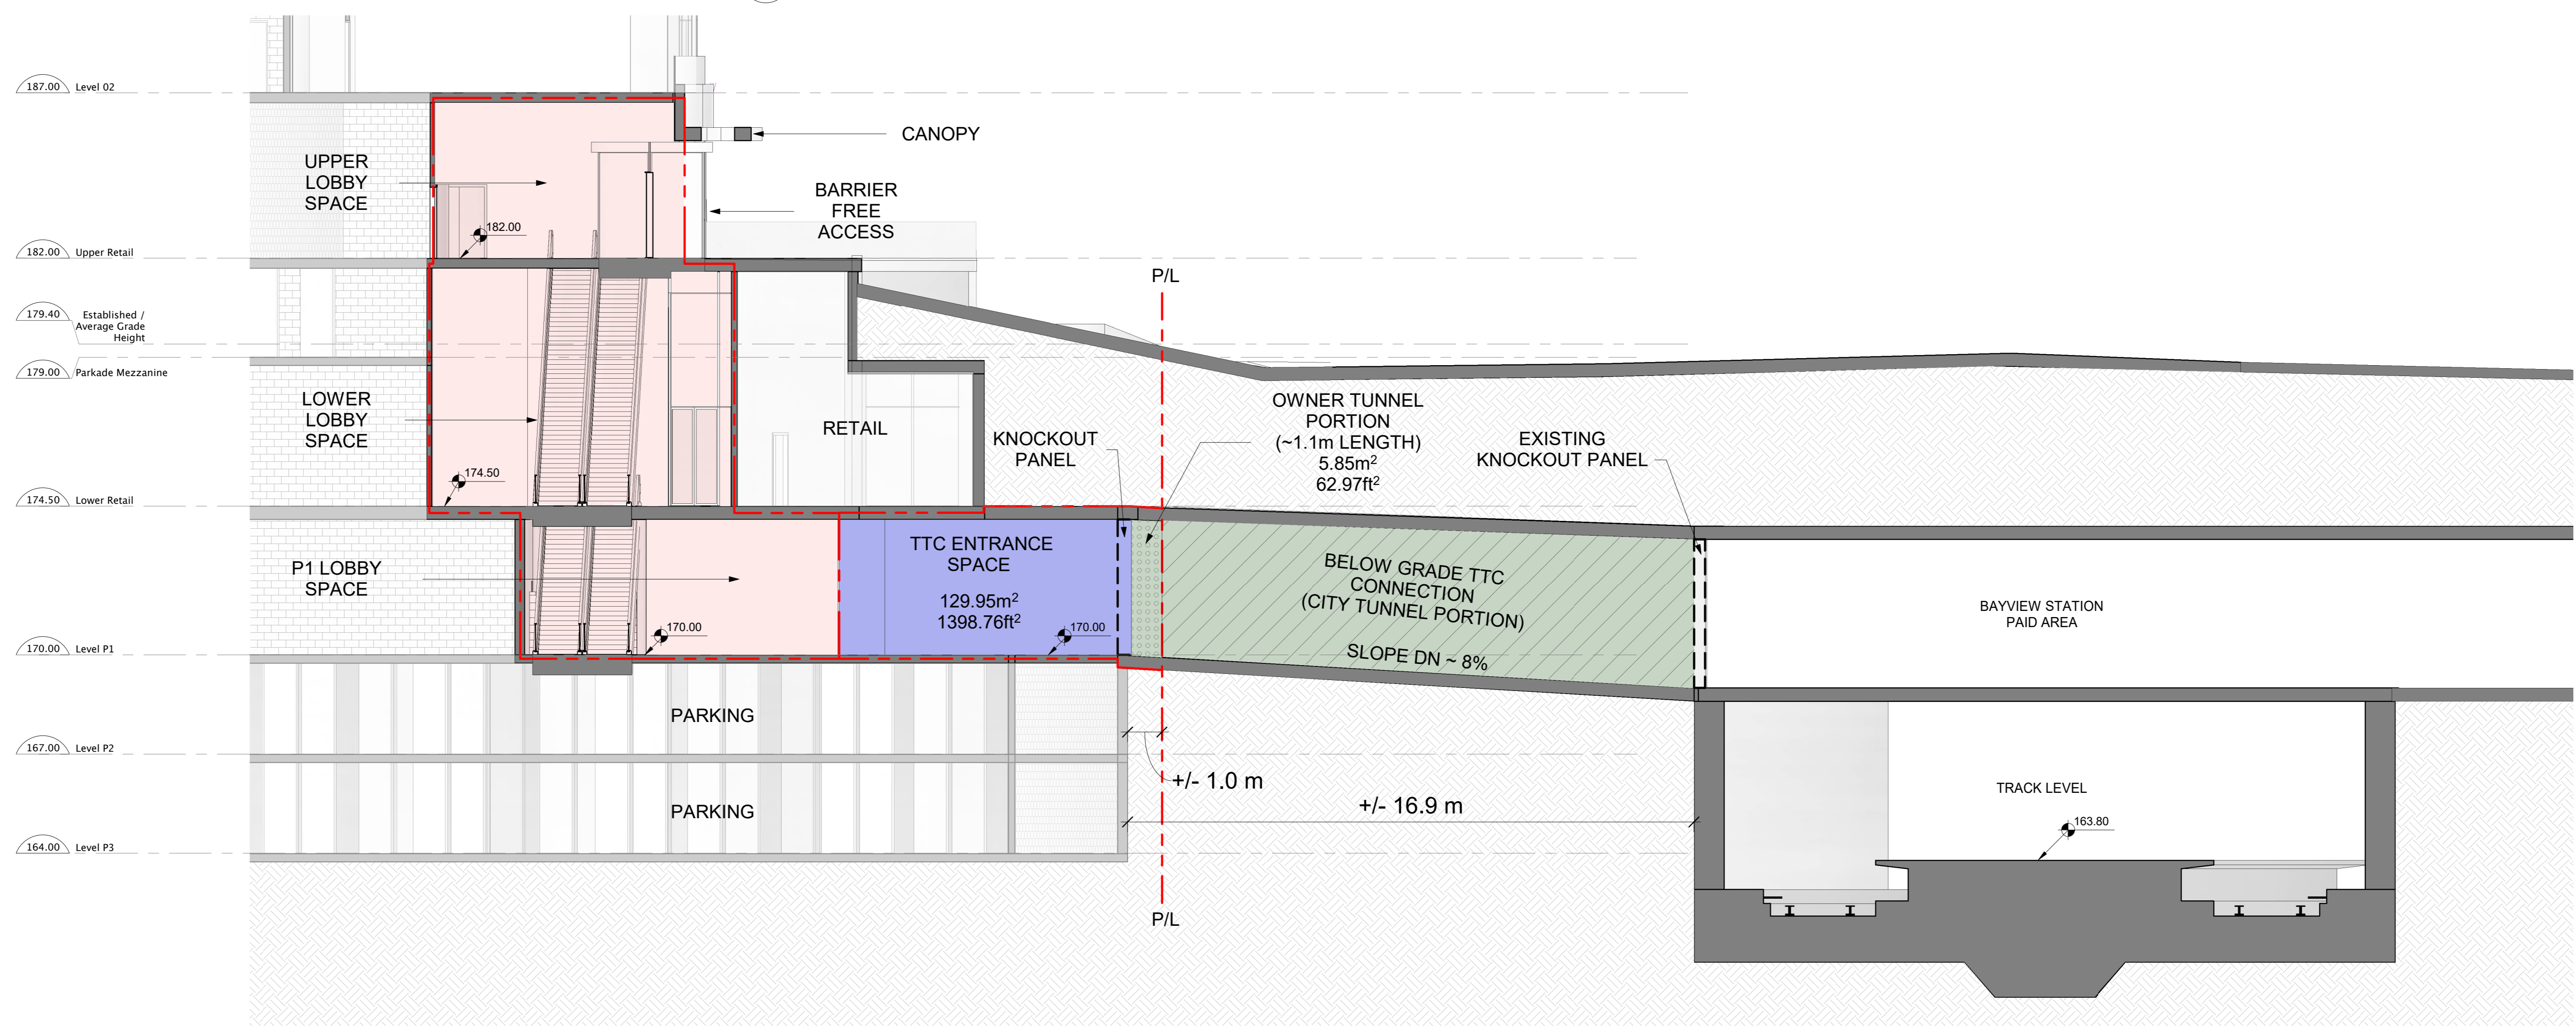 187.00 Level 02
CANOPY
UPPER
LOBBY
SPACE
BARRIER
FREE
ACCESS
182.00
182.00 Upper Retail
P/L
179.40 Established /
Average Grade
Height
179.00 Parkade Mezzanine
LOWER
LOBBY
SPACE
RETAIL
KNOCKOUT
PANEL
OWNER TUNNEL
PORTION
(~1.1m LENGTH)
5.85m²
62.97ft²
EXISTING
KNOCKOUT PANEL
174.50
174.50 Lower Retail
P1 LOBBY
SPACE
TTC ENTRANCE
SPACE
129.95m²
1398.76ft²
BELOW GRADE TTC
CONNECTION
(CITY TUNNEL PORTION)
SLOPE DN ~ 8%
BAYVIEW STATION
PAID AREA
170.00
170.00
170.00 Level P1
PARKING
167.00 Level P2
+/- 1.0 m
+/- 16.9 m
PARKING
TRACK LEVEL
163.80
164.00 Level P3
P/L